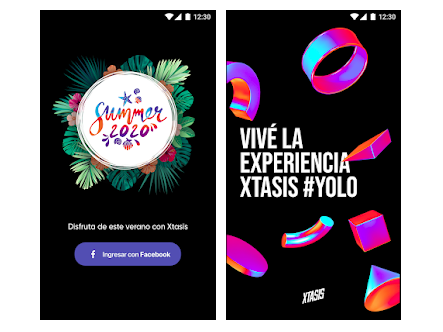 12:30
Summer
2020
Disfruta de este verano con Xtasis
f Ingresar con Facebook
12:30
VIVÉ LA
EXPERIENCIA
XTASIS #YOLO
XTASIS